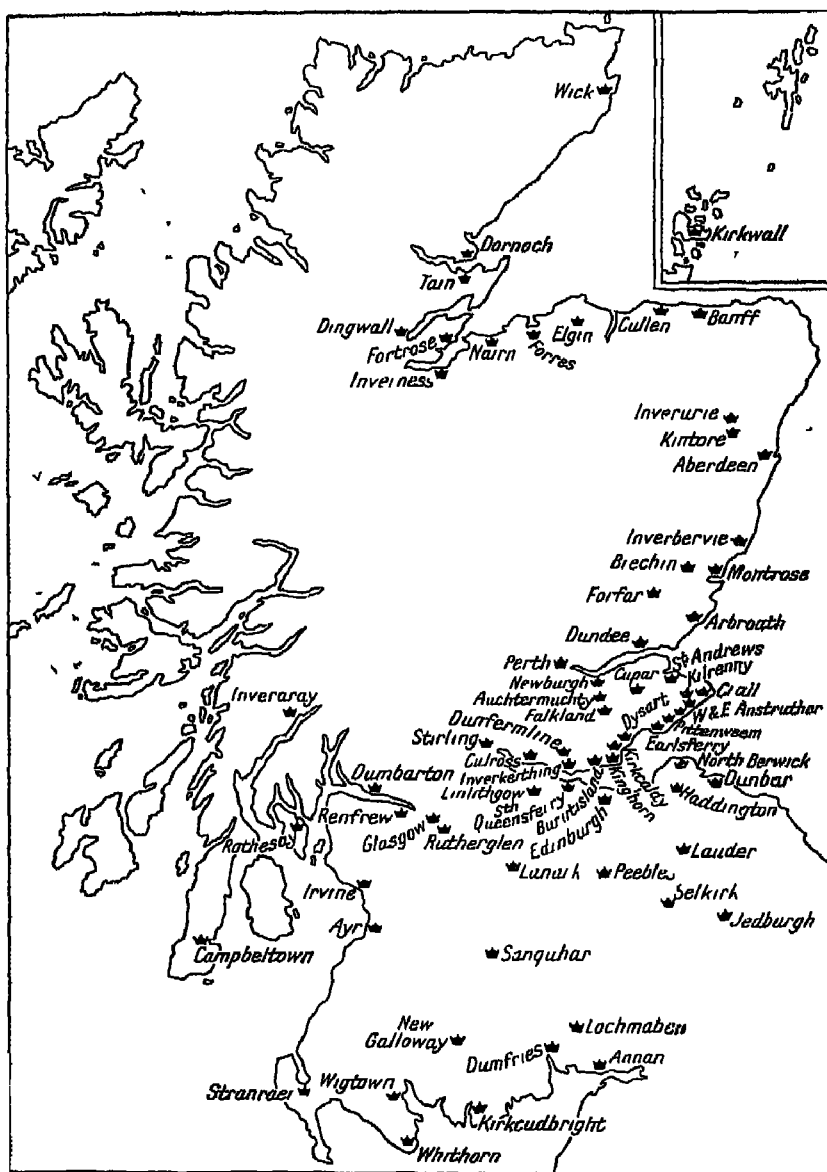 Wick
Kirkwall
Dornoch
Tain
Dingwall
Fortrose
Inverness
Nairn
Forres
Elgin
Cullen
Banff
Inverurie
Kintore
Aberdeen
Inverbervie
Brechin
Montrose
Forfar
Arbroath
Dundee
Perth
St Andrews
Cupar
Kilrenny
Newburgh
Crail
Auchtermuchty
W & E Anstruther
Falkland
Dysart
Pittenweem
Dunfermline
Earlsferry
Inveraray
Stirling
Culross
Kirkcaldy
North Berwick
Inverkeithing
Kinghorn
Dunbar
Dumbarton
Linlithgow
Haddington
Sth
Queensferry
Burntisland
Edinburgh
Renfrew
Glasgow
Rutherglen
Rothesay
Lauder
Lanark
Peebles
Irvine
Selkirk
Jedburgh
Ayr
Campbeltown
Sanquhar
New
Galloway
Lochmaben
Dumfries
Annan
Stranraer
Wigtown
Kirkcudbright
Whithorn